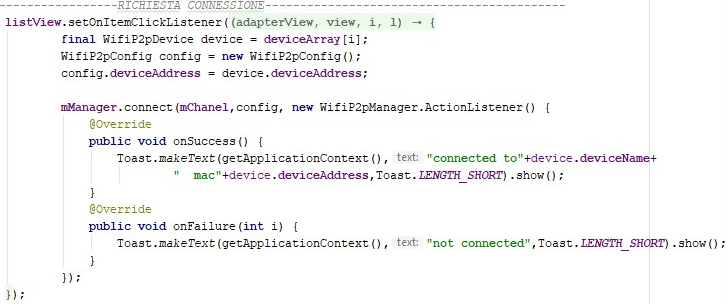 ------------------RICHIESTA CONNESSIONE----------------------------------------------
listView.setOnItemClickListener((adapterView, view, i, l) → {
        final WifiP2pDevice device = deviceArray[i];
        WifiP2pConfig config = new WifiP2pConfig();
        config.deviceAddress = device.deviceAddress;

        mManager.connect(mChanel,config, new WifiP2pManager.ActionListener() {
            @Override
            public void onSuccess() {
                Toast.makeText(getApplicationContext(), text: "connected to"+device.deviceName+
                        "  mac"+device.deviceAddress,Toast.LENGTH_SHORT).show();
            }
            @Override
            public void onFailure(int i) {
                Toast.makeText(getApplicationContext(), text: "not connected",Toast.LENGTH_SHORT).show();
            }
        });
});